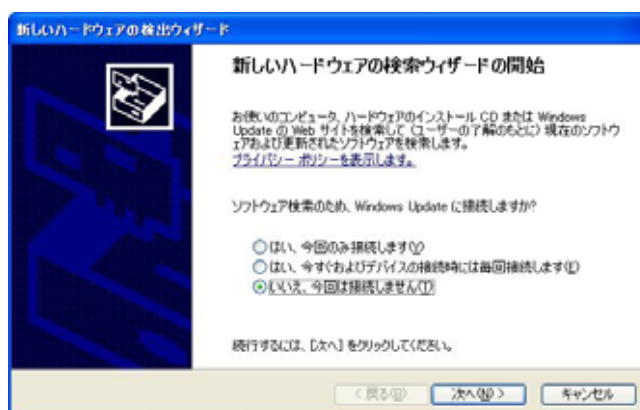 新しいハードウェアの検出ウィザード
新しいハードウェアの検索ウィザードの開始
お使いのコンピュータ、ハードウェアのインストール CD または Windows
Update の Web サイトを検索して (ユーザーの了解のもとに) 現在のソフトウ
ェアおよび更新されたソフトウェアを検索します。
プライバシー ポリシーを表示します。
ソフトウェア検索のため、Windows Update に接続しますか?
はい、今回のみ接続します(Y)
はい、今すぐおよびデバイスの接続時には毎回接続します(E)
いいえ、今回は接続しません(T)
続行するには、[次へ] をクリックしてください。
< 戻る(B)
次へ(N) >
キャンセル